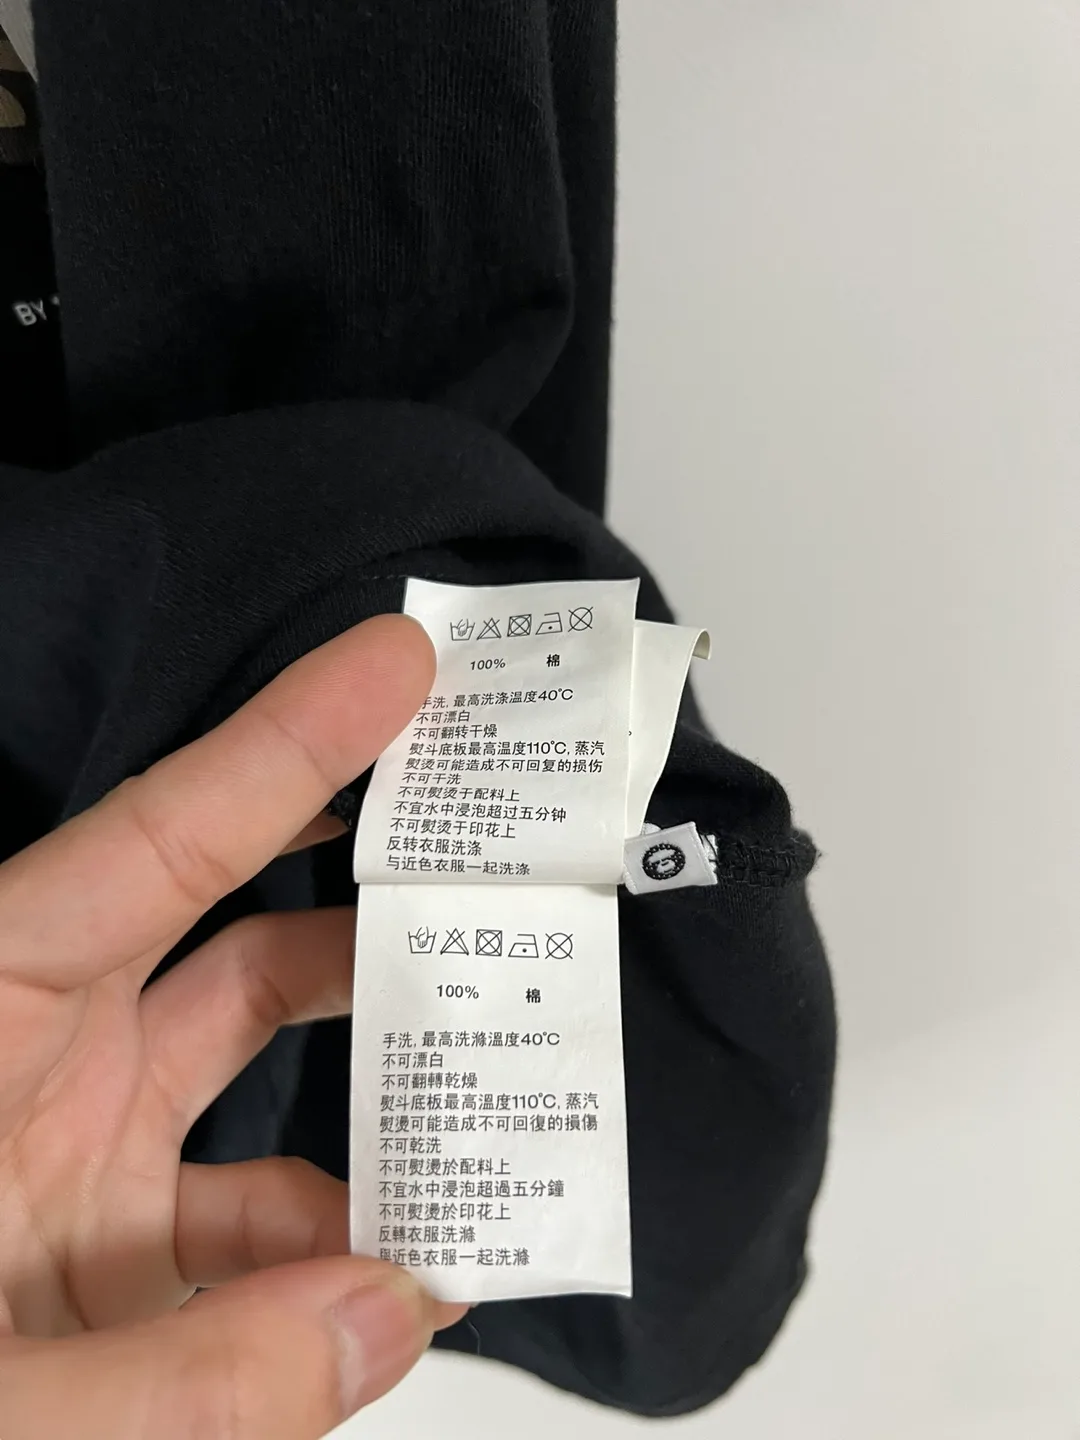 BY
100% 棉
手洗, 最高洗涤温度40℃
不可漂白
不可翻转干燥
熨斗底板最高温度110℃, 蒸汽
熨烫可能造成不可回复的损伤
不可干洗
不可熨烫于配料上
不宜水中浸泡超过五分钟
不可熨烫于印花上
反转衣服洗涤
与近色衣服一起洗涤
100% 棉
手洗, 最高洗滌溫度40℃
不可漂白
不可翻轉乾燥
熨斗底板最高溫度110℃, 蒸汽
熨燙可能造成不可回復的損傷
不可乾洗
不可熨燙於配料上
不宜水中浸泡超過五分鐘
不可熨燙於印花上
反轉衣服洗滌
與近色衣服一起洗滌